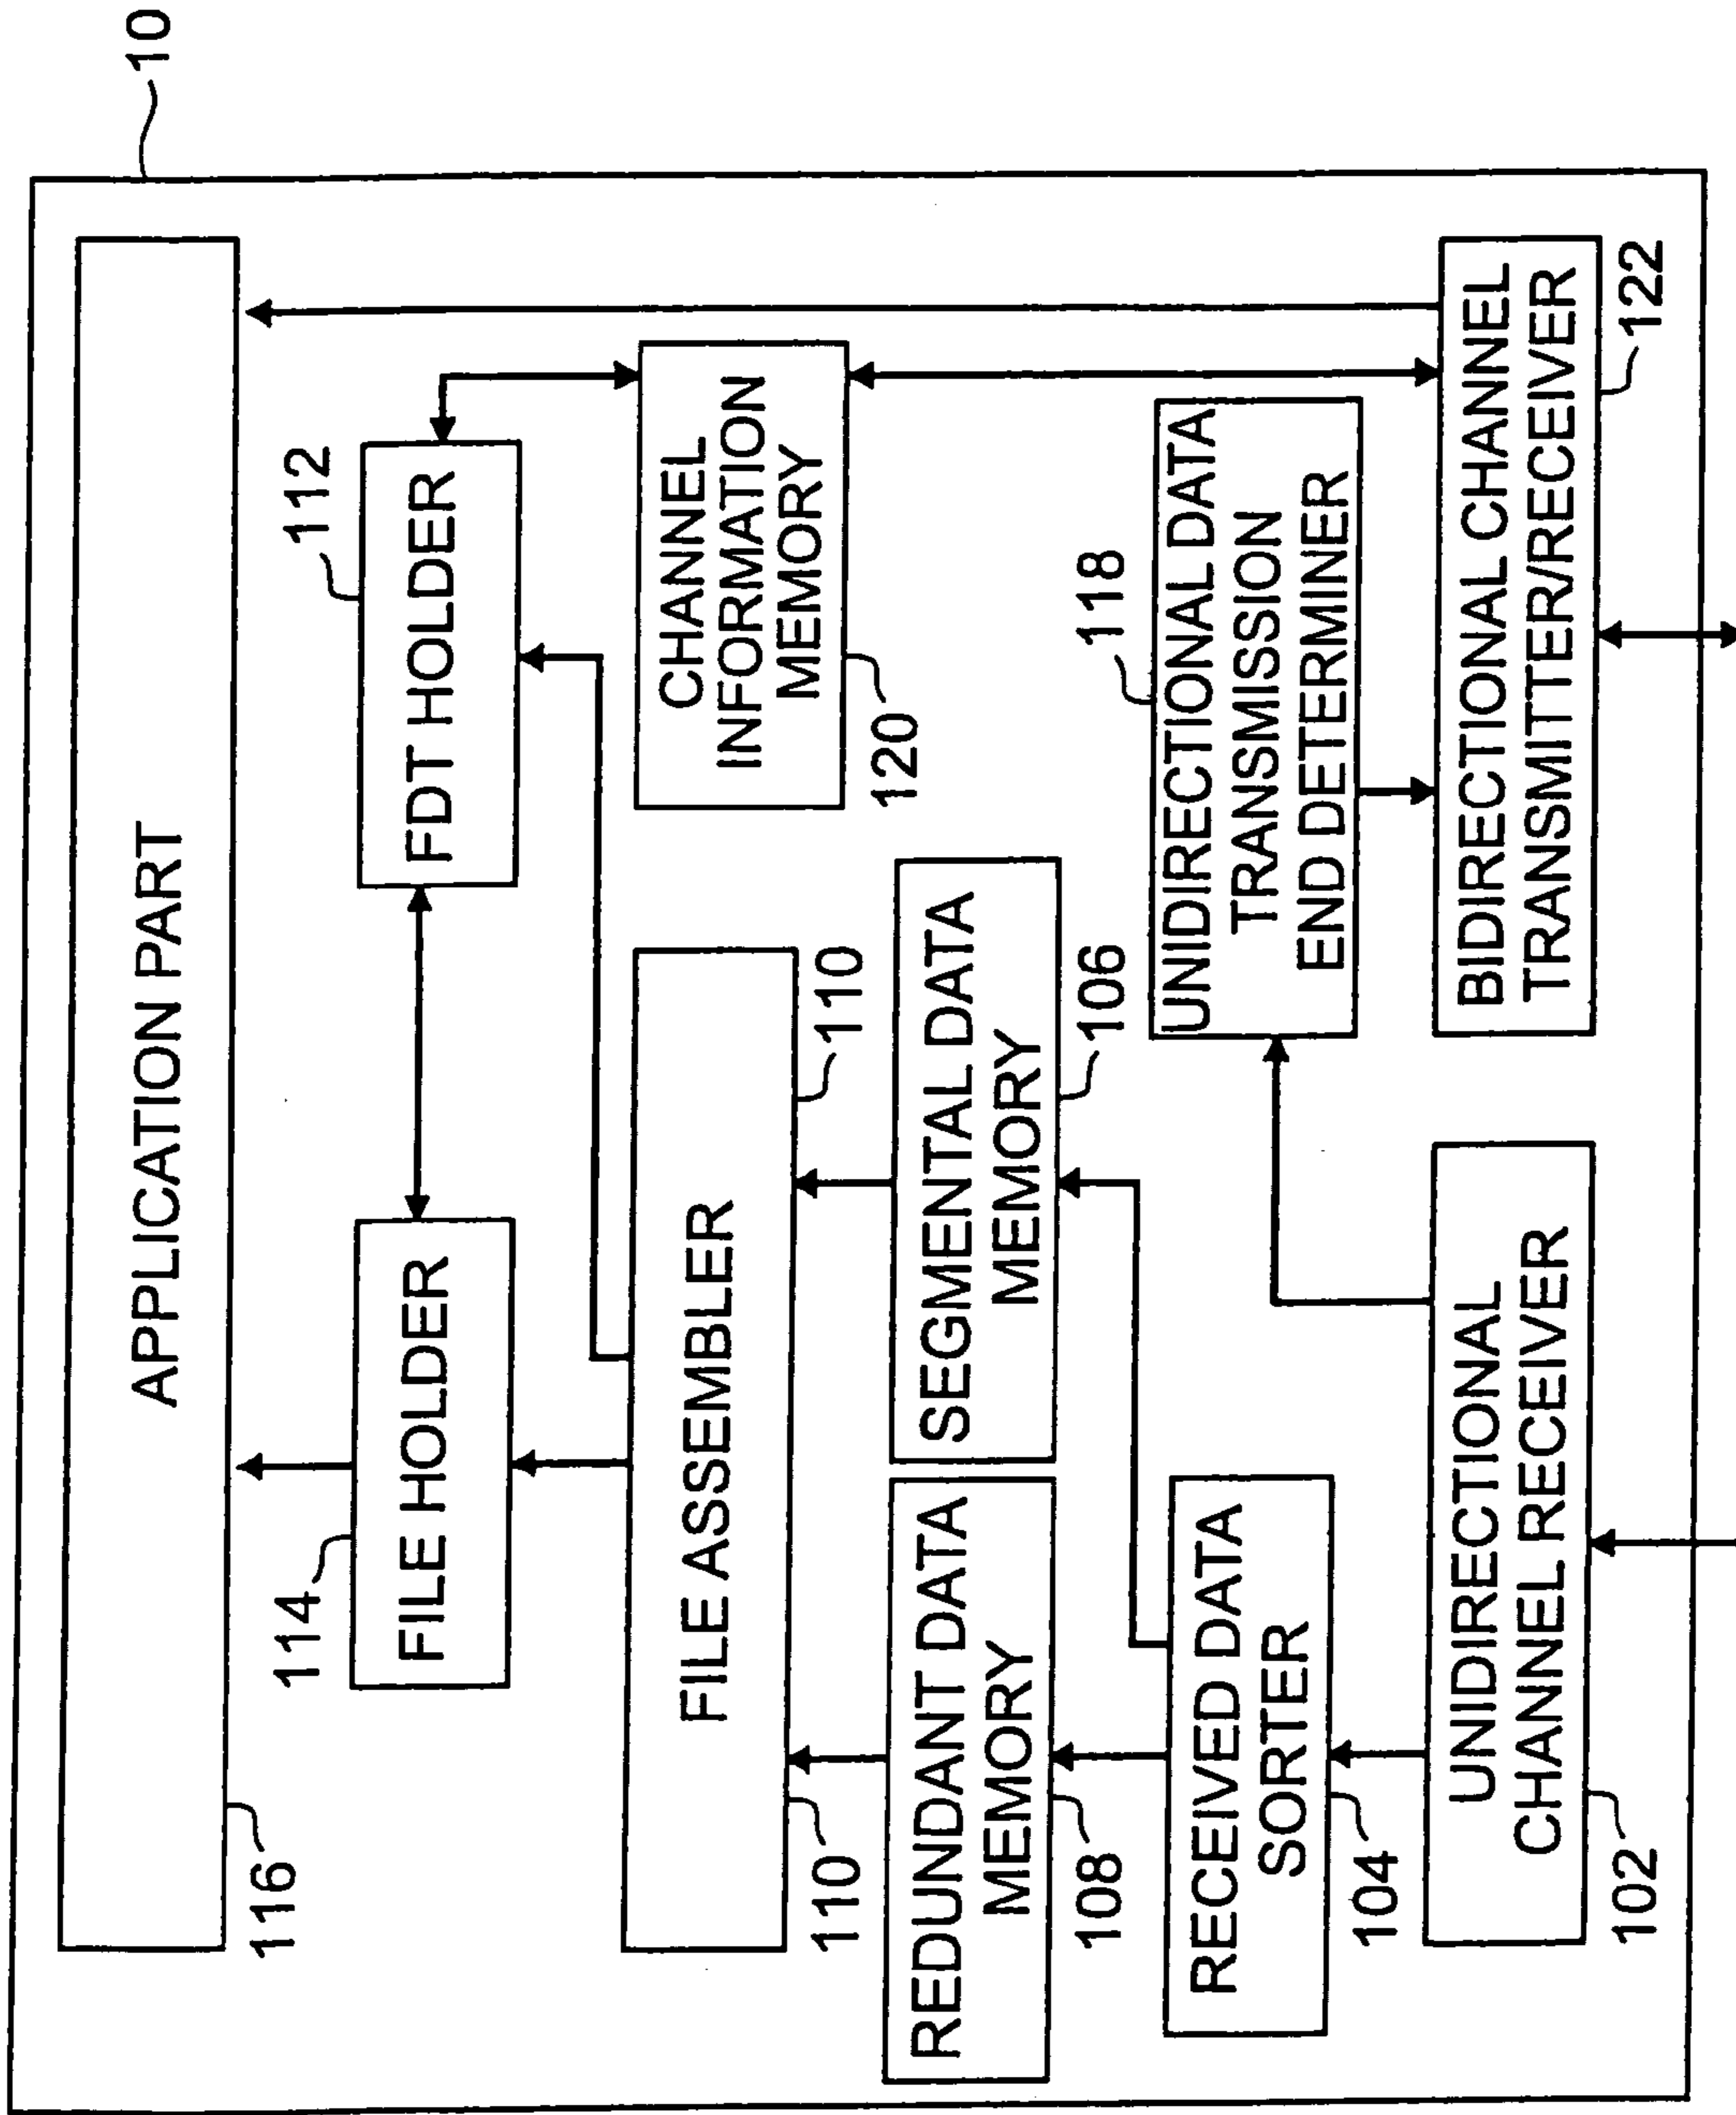 10
APPLICATION PART
116
114
FILE HOLDER
112
FDT HOLDER
FILE ASSEMBLER
110
110
CHANNEL
INFORMATION
MEMORY
120
REDUNDANT DATA
MEMORY
108
SEGMENTAL DATA
MEMORY
106
RECEIVED DATA
SORTER
104
118
UNIDIRECTIONAL DATA
TRANSMISSION
END DETERMINER
UNIDIRECTIONAL
CHANNEL RECEIVER
102
BIDIRECTIONAL CHANNEL
TRANSMITTER/RECEIVER
122